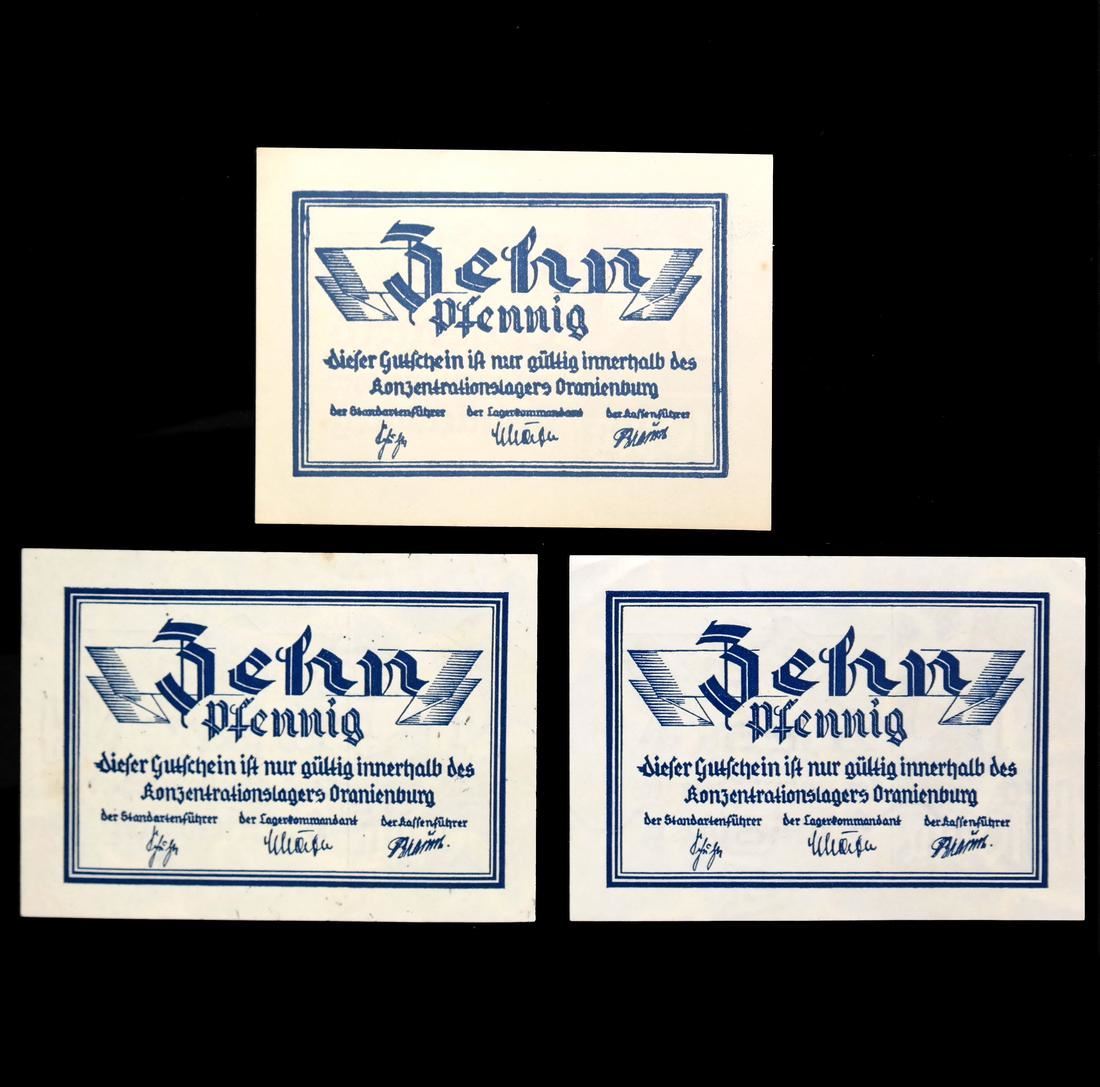 Zehn
Pfennig
dieser Gutschein ist nur gültig innerhalb des
Konzentrationslagers Oranienburg
der Standartenführer der Lagerkommandant der Kassenführer
Zehn
Pfennig
dieser Gutschein ist nur gültig innerhalb des
Konzentrationslagers Oranienburg
der Standartenführer der Lagerkommandant der Kassenführer
Zehn
Pfennig
dieser Gutschein ist nur gültig innerhalb des
Konzentrationslagers Oranienburg
der Standartenführer der Lagerkommandant der Kassenführer